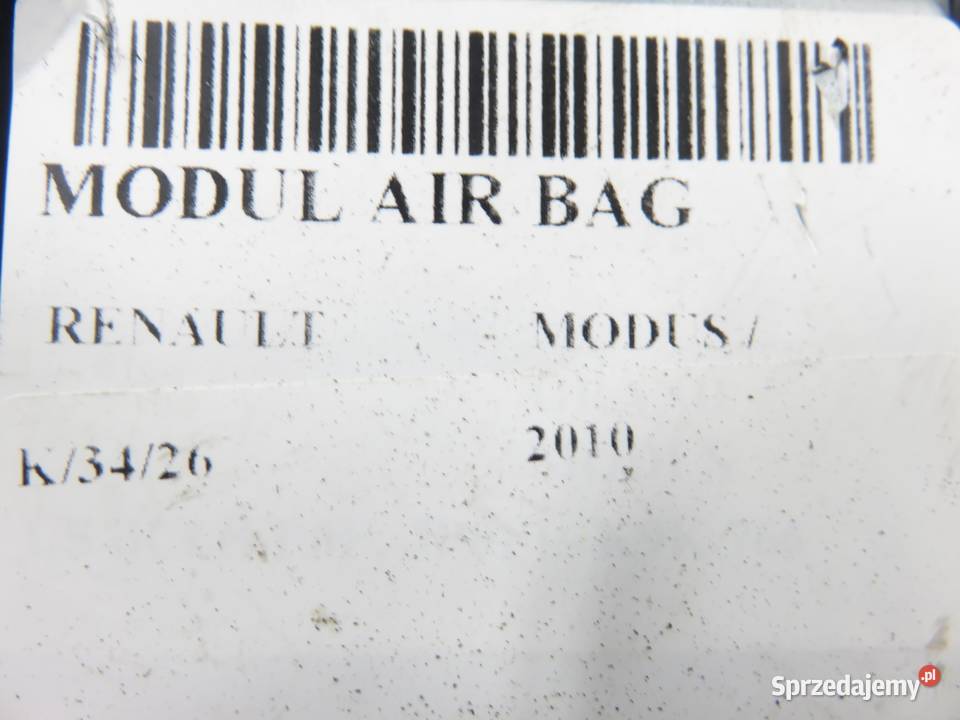 MODUL AIR BAG
RENAULT MODUS /
K/34/26 2010
Sprzedajemy.pl